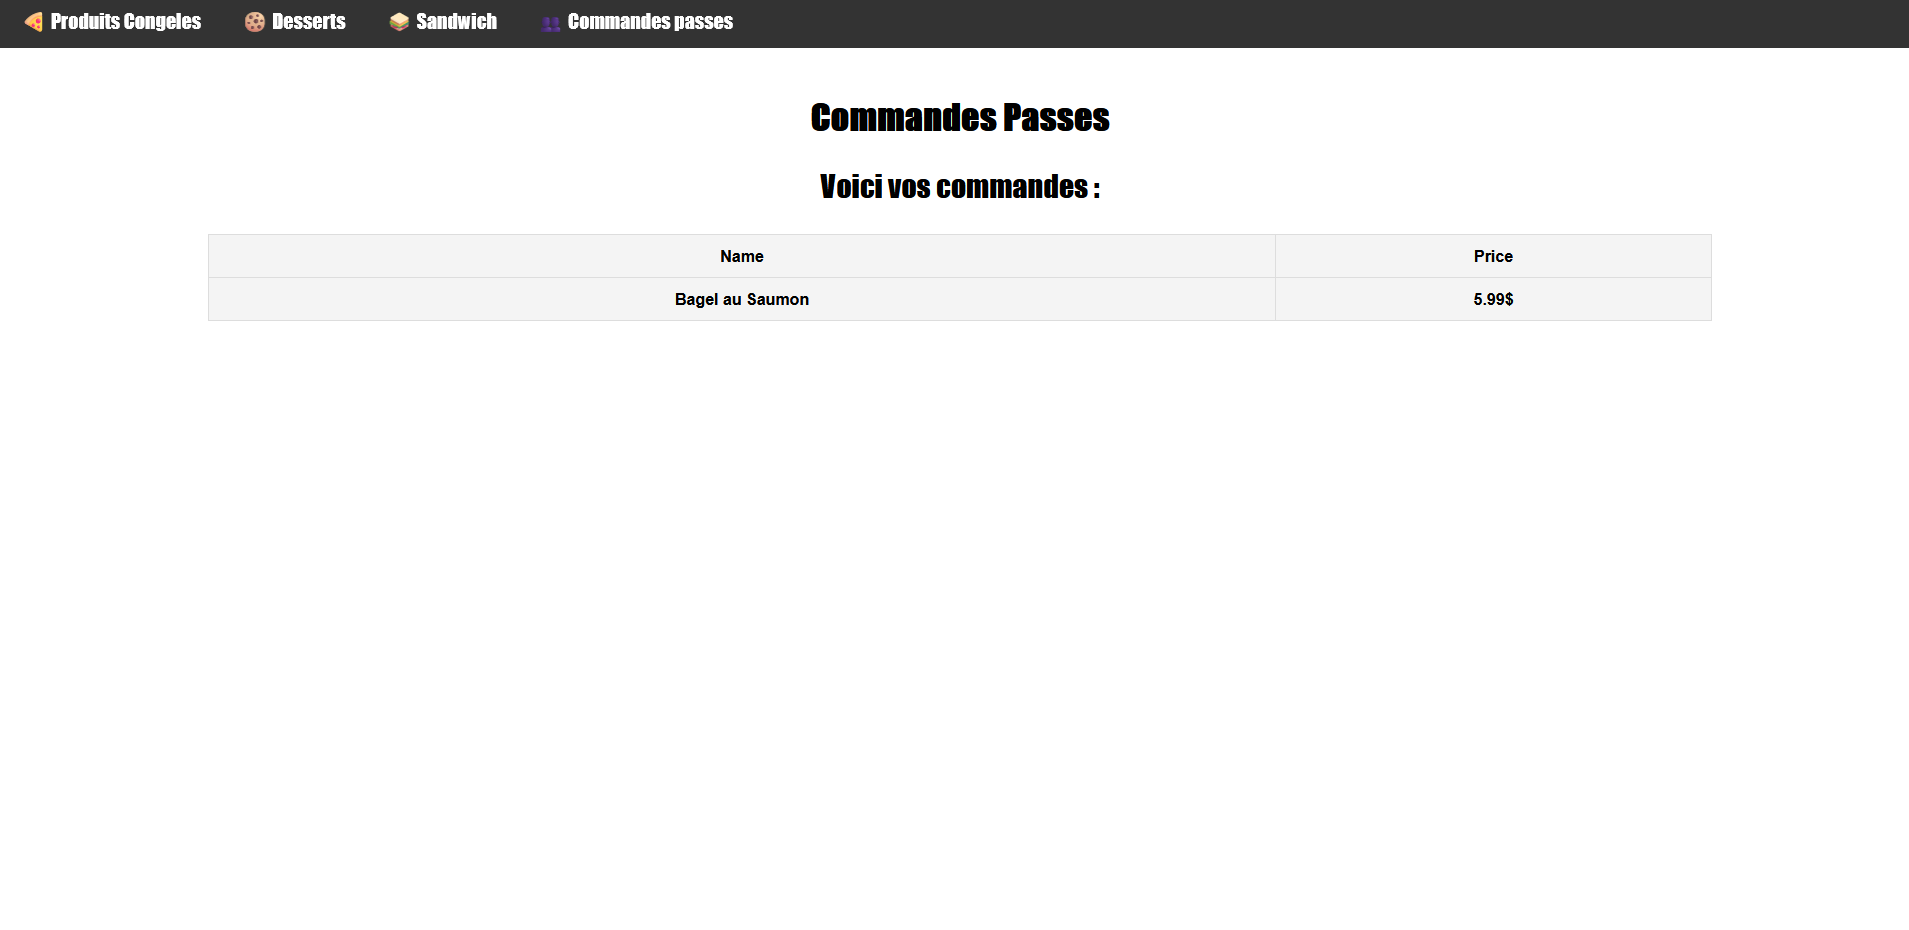 Produits Congeles Desserts Sandwich Commandes passes
Commandes Passes
Voici vos commandes :
Name Price
Bagel au Saumon 5.99$